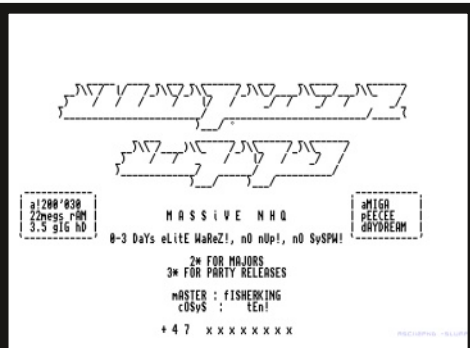 a!200'030
22megs rAM
3.5 gIG hD
aMIGA
pEECEE
dAYDREAM
MASSiVE NHQ
0-3 DaYs eLitE WaReZ!, nO nUp!, nO SySPW!
2* FOR MAJORS
3* FOR PARTY RELEASES
mASTER : fISHERKING
cOSyS : tEn!
+47 xxxxxxxx